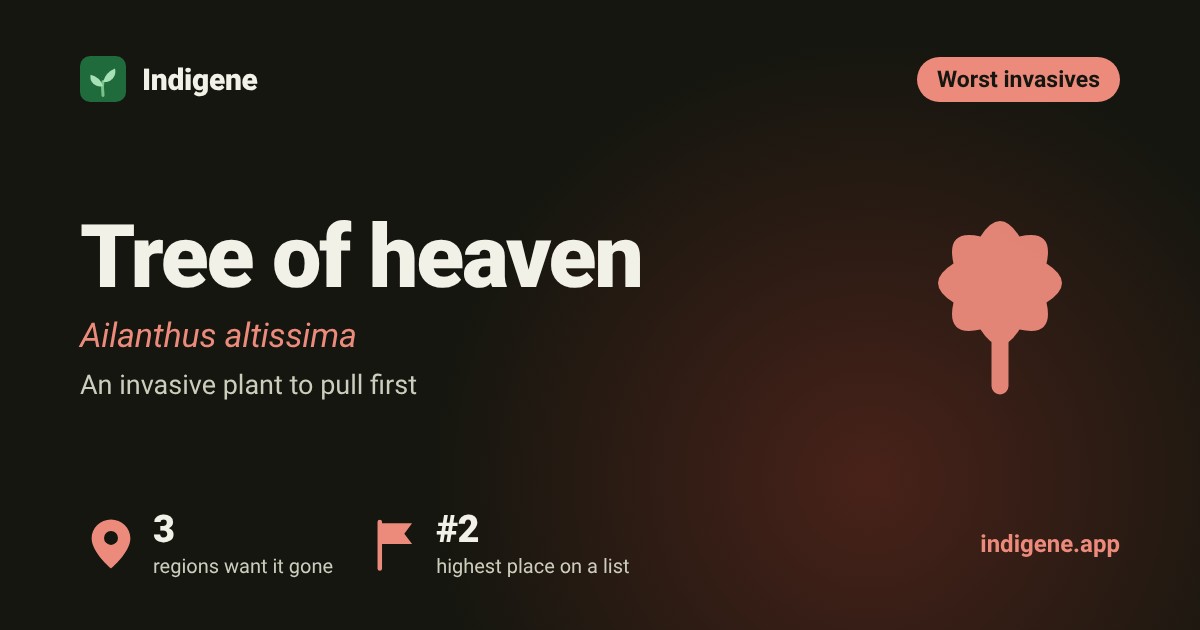 Indigene
Worst invasives
Tree of heaven
Ailanthus altissima
An invasive plant to pull first
3
regions want it gone
#2
highest place on a list
indigene.app